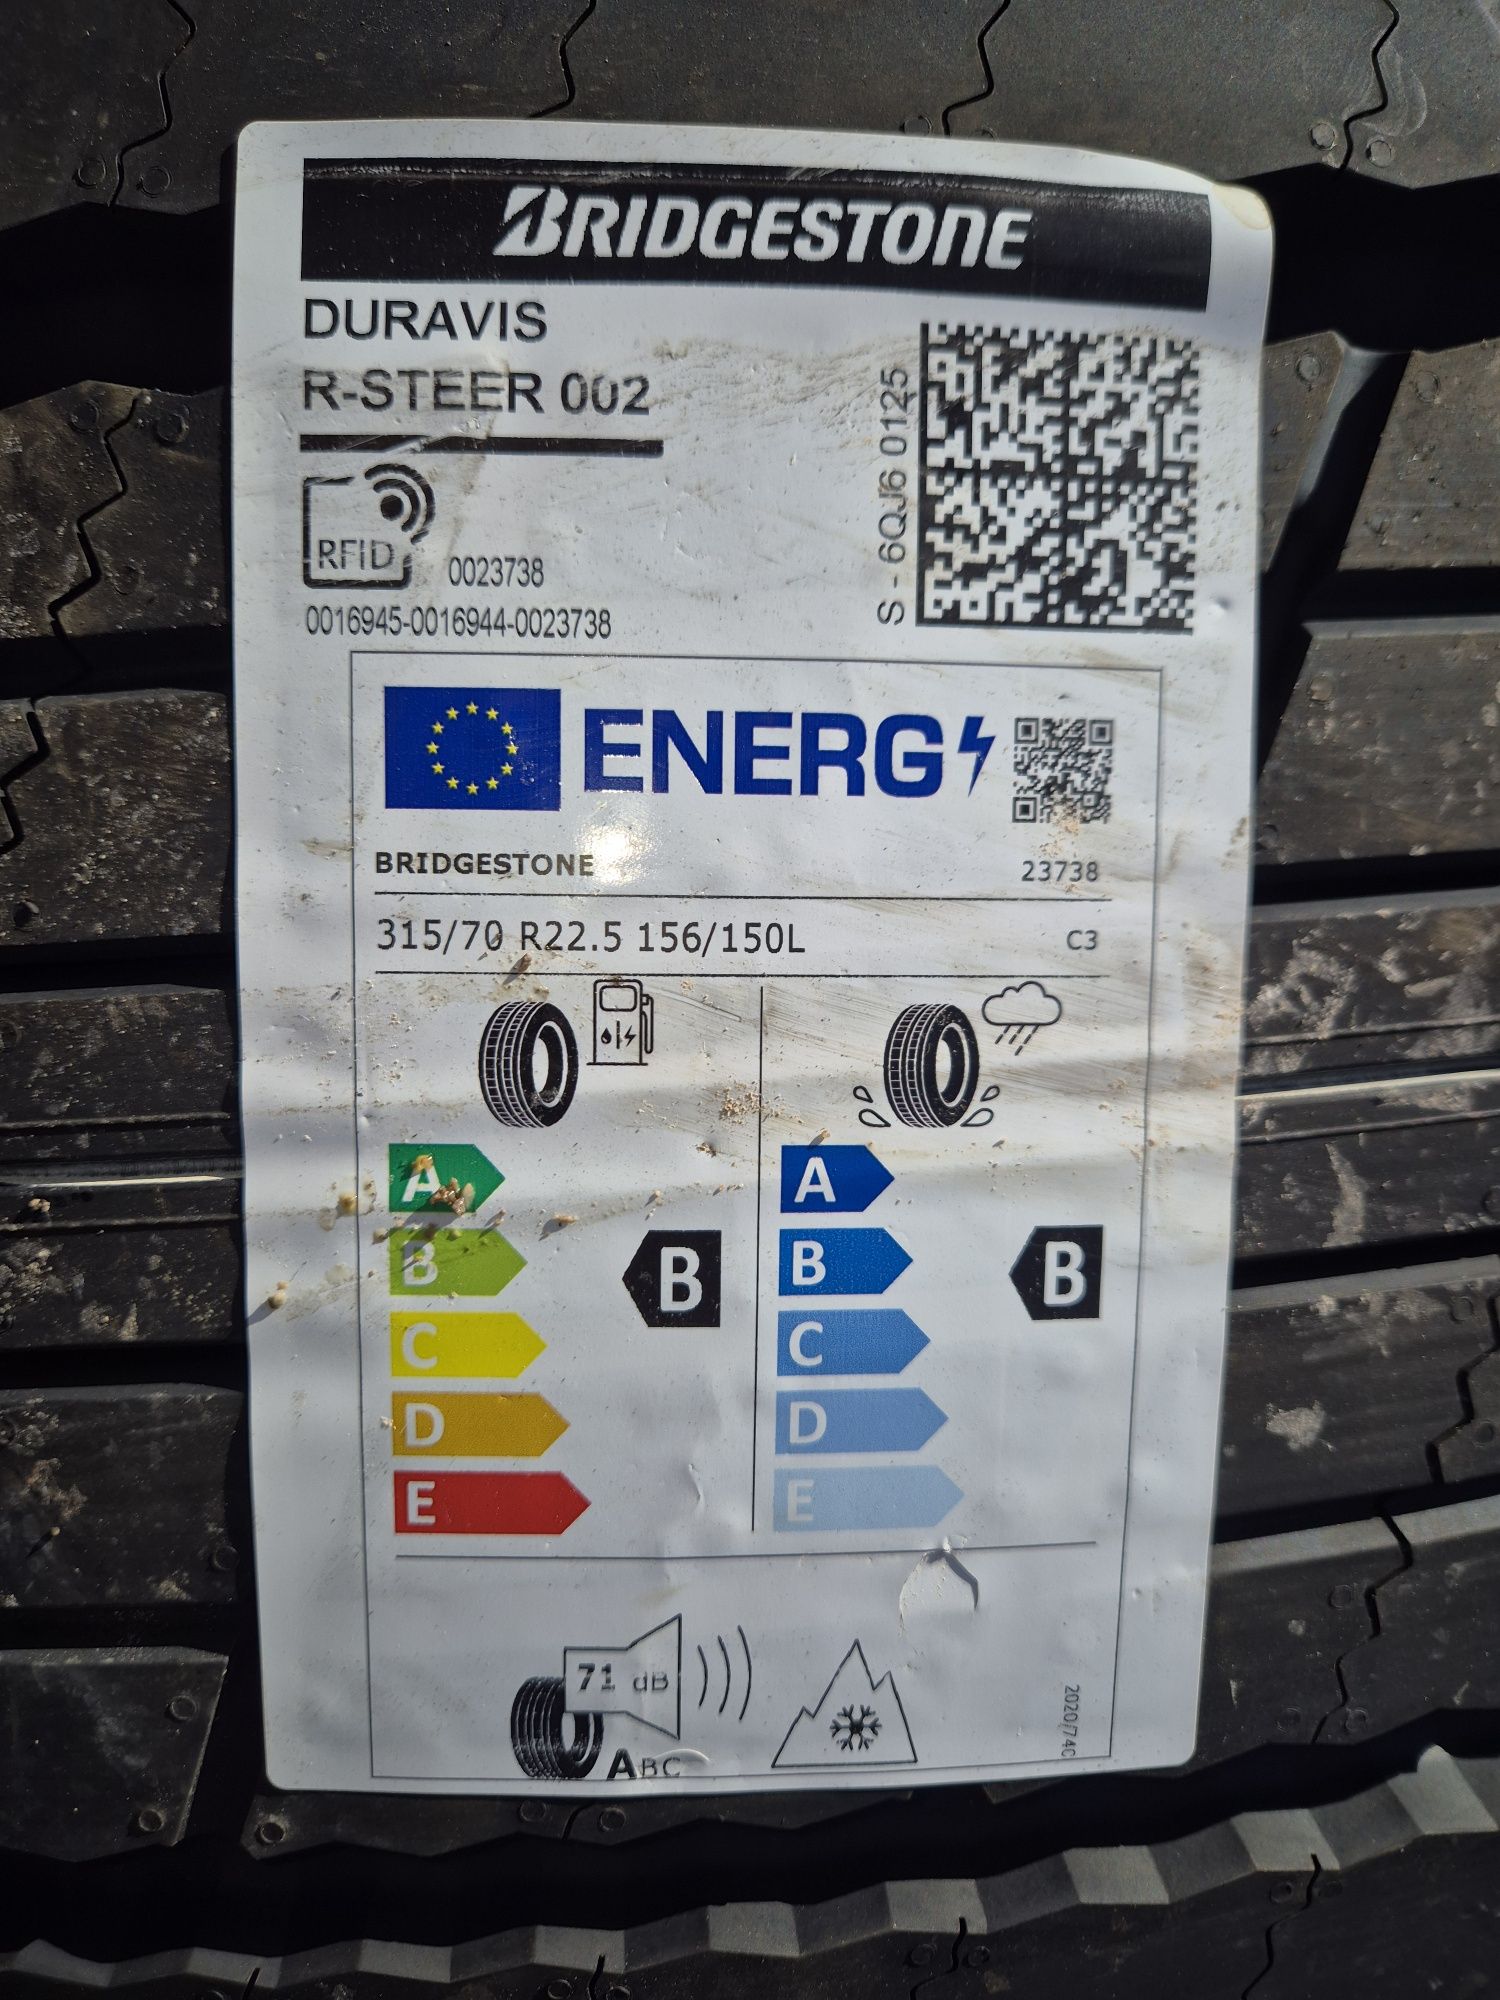 BRIDGESTONE
DURAVIS
R-STEER 002
S - 6QJ6 0125
RFID
0023738
0016945-0016944-0023738
ENERG
BRIDGESTONE
23738
315/70 R22.5 156/150L
C3
A
B
C
D
E
B
A
B
C
D
E
B
71 dB
ABC
2020/740